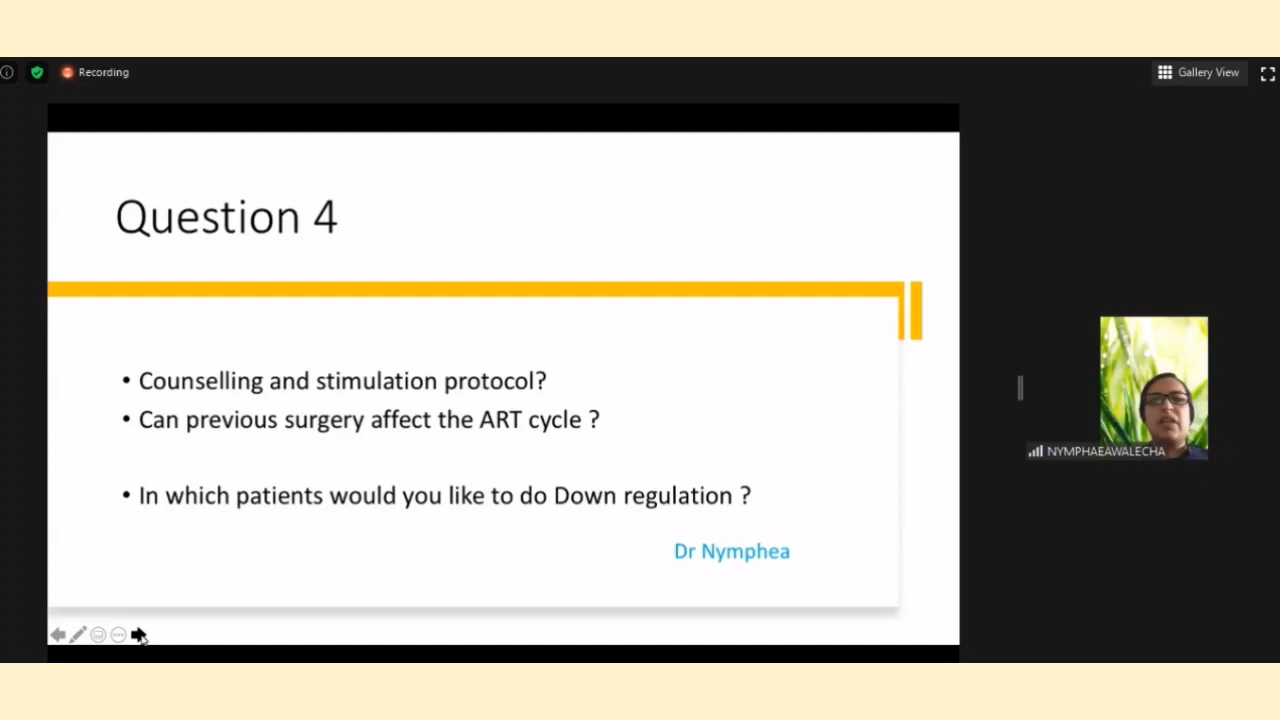 Recording
Gallery View
Question 4
• Counselling and stimulation protocol?
• Can previous surgery affect the ART cycle ?
• In which patients would you like to do Down regulation ?
Dr Nymphea
NYMPHAEAWALECHA